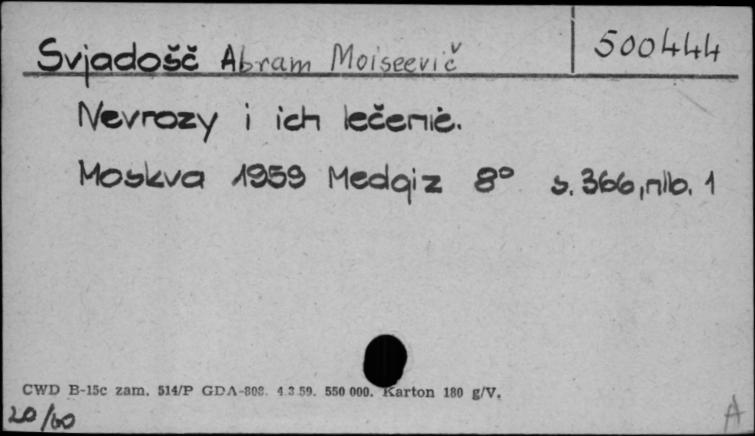 Svjadošč Abram Moiseevič 500444
Nevrozy i ich lečenie.
Moskva 1959 Medgiz 8° s. 366, nlb. 1
CWD B-15c zam. 514/P GDA-808. 4.3.59. 550 000. Karton 180 g/V.
20/60
A